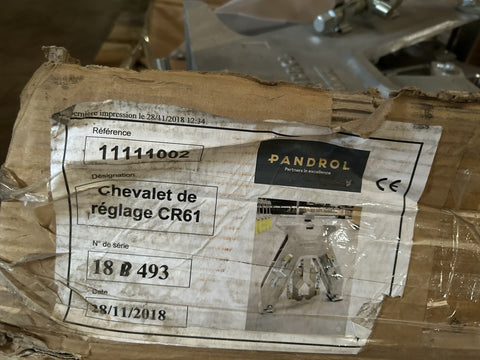 ernière impression le 28/11/2018 12:34
Référence
11111002
PANDROL
Partners in excellence
CE
Désignation
Chevalet de
réglage CR61
N° de série
18 R 493
Date
28/11/2018